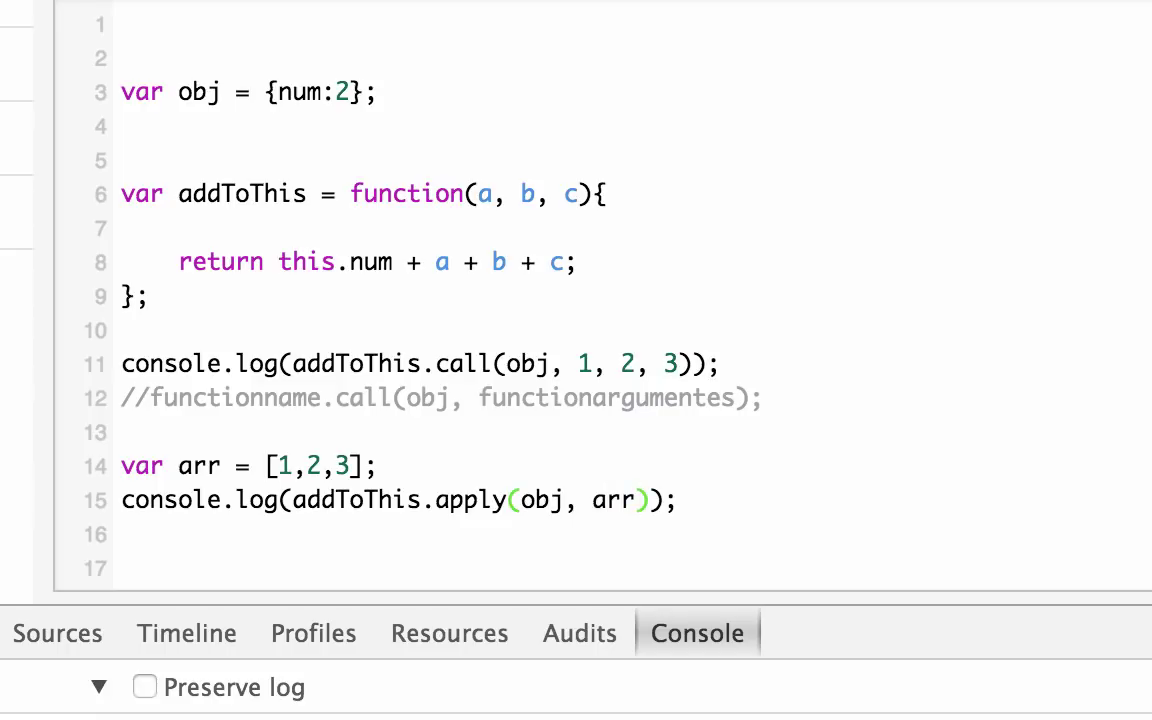 1
2
3 var obj = {num:2};
4
5
6 var addToThis = function(a, b, c){
7
8     return this.num + a + b + c;
9 };
10
11 console.log(addToThis.call(obj, 1, 2, 3));
12 //functionname.call(obj, functionargumentes);
13
14 var arr = [1,2,3];
15 console.log(addToThis.apply(obj, arr));
16
17
Sources Timeline Profiles Resources Audits Console
▼ Preserve log